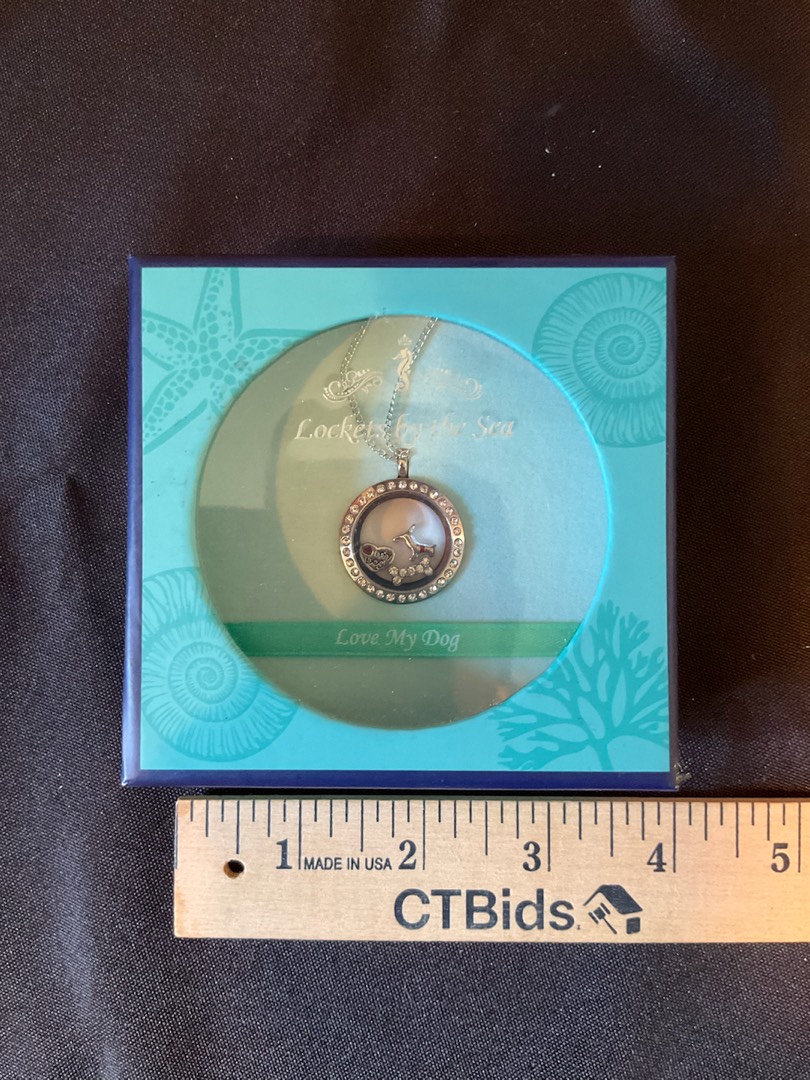 Lockets by the Sea
Love My Dog
1 MADE IN USA 2 3 4 5
CTBids.